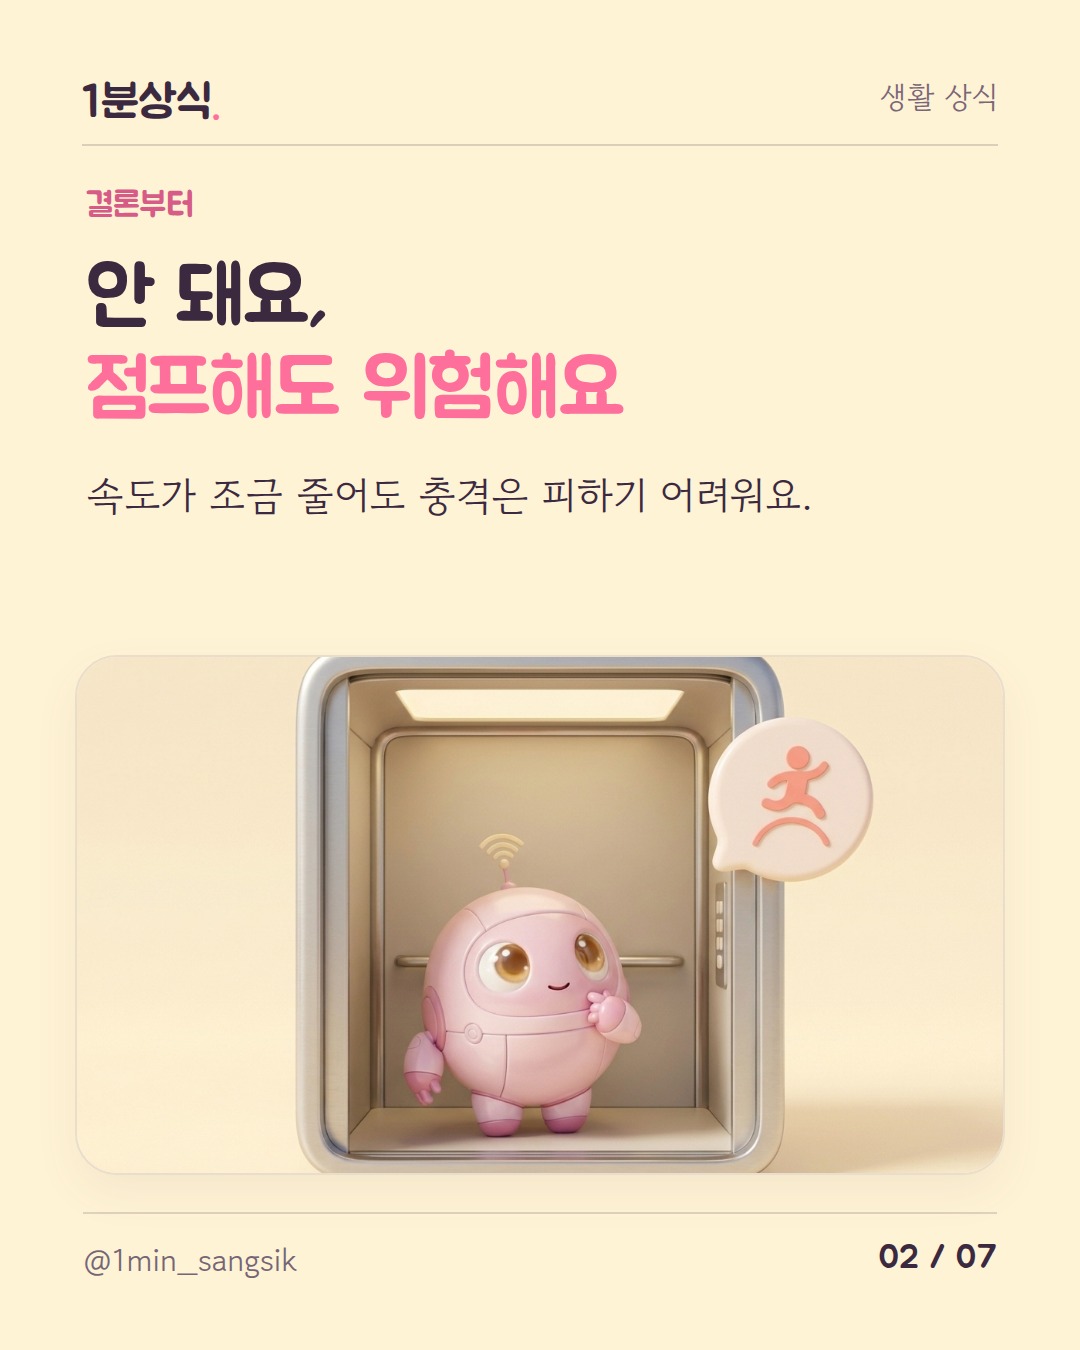 1분상식.
생활 상식
결론부터
안 돼요,
점프해도 위험해요
속도가 조금 줄어도 충격은 피하기 어려워요.
@1min_sangsik
02 / 07